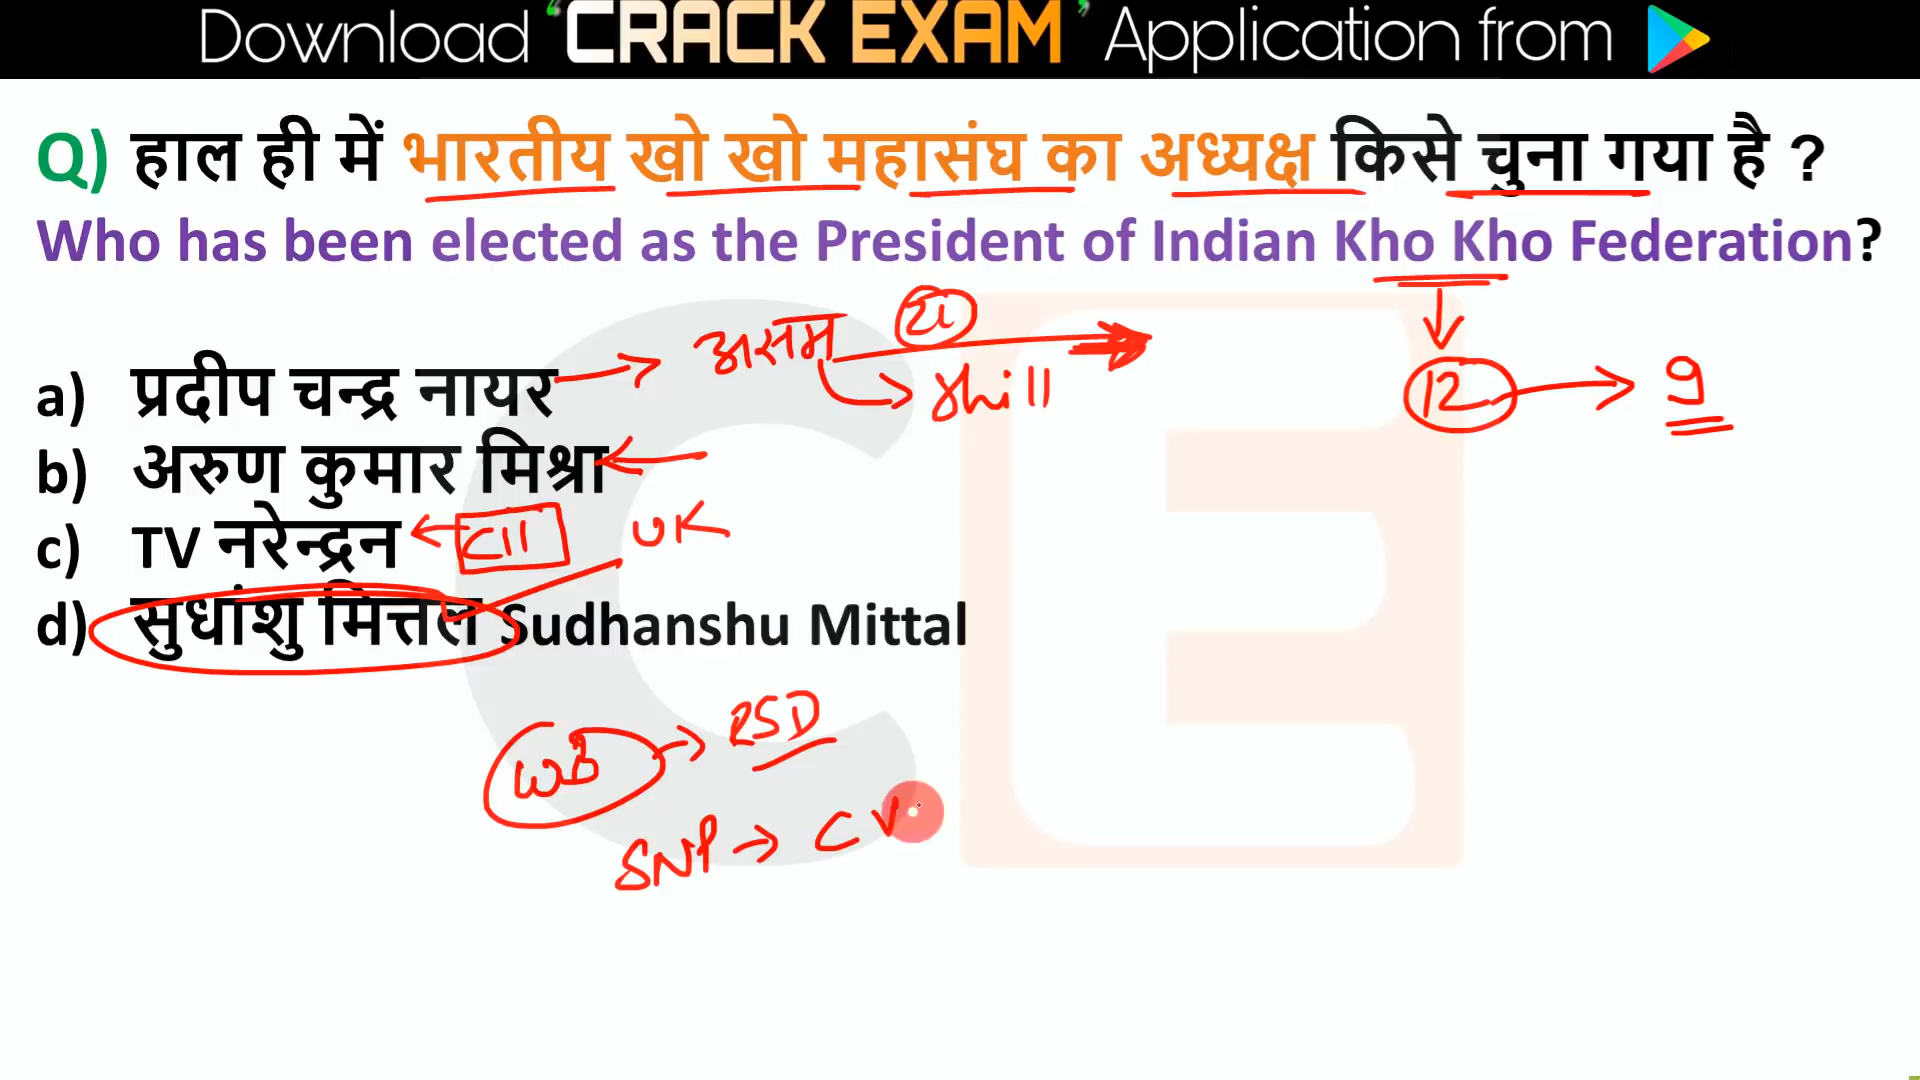 Download 'CRACK EXAM' Application from
Q) हाल ही में भारतीय खो खो महासंघ का अध्यक्ष किसे चुना गया है ?
Who has been elected as the President of Indian Kho Kho Federation?
a) प्रदीप चन्द्र नायर असम Shill
12 9
b) अरुण कुमार मिश्रा
c) TV नरेन्द्रन CII UK
d) सुधांशु मित्तल Sudhanshu Mittal
WB RSD
SNP CV